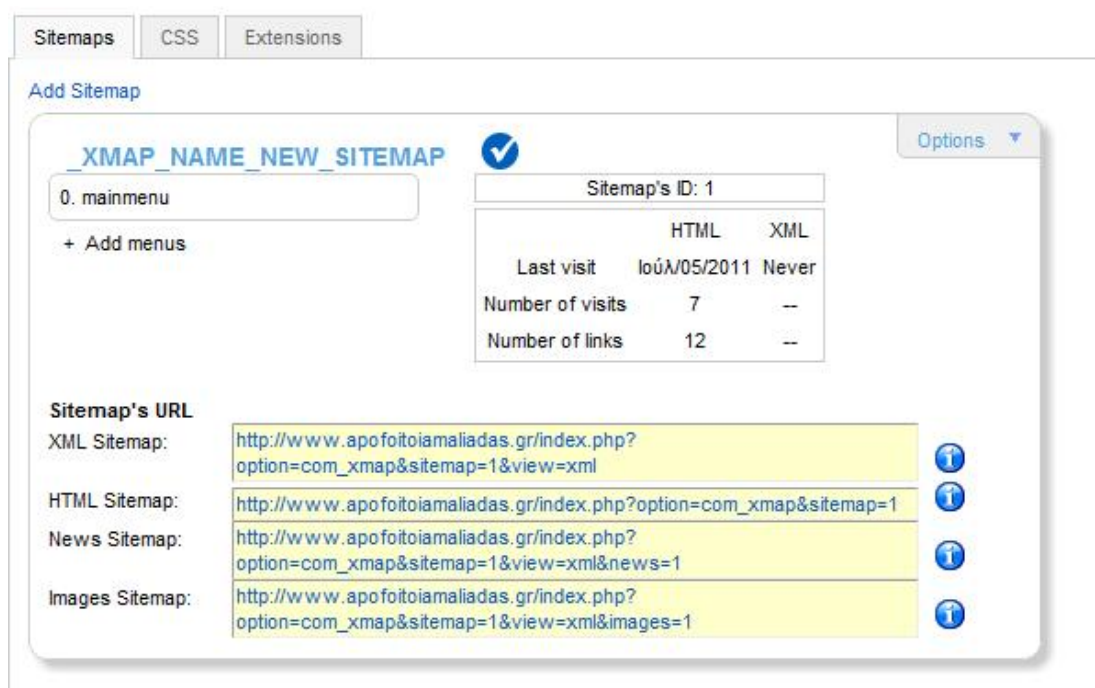 Sitemaps CSS Extensions
Add Sitemap
Options
_XMAP_NAME_NEW_SITEMAP
0. mainmenu
+ Add menus
Sitemap's ID: 1
HTML XML
Last visit Ιούλ/05/2011 Never
Number of visits 7 --
Number of links 12 --
Sitemap's URL
XML Sitemap: http://www.apofoitoiamaliadas.gr/index.php?
option=com_xmap&sitemap=1&view=xml
HTML Sitemap: http://www.apofoitoiamaliadas.gr/index.php?option=com_xmap&sitemap=1
News Sitemap: http://www.apofoitoiamaliadas.gr/index.php?
option=com_xmap&sitemap=1&view=xml&news=1
Images Sitemap: http://www.apofoitoiamaliadas.gr/index.php?
option=com_xmap&sitemap=1&view=xml&images=1